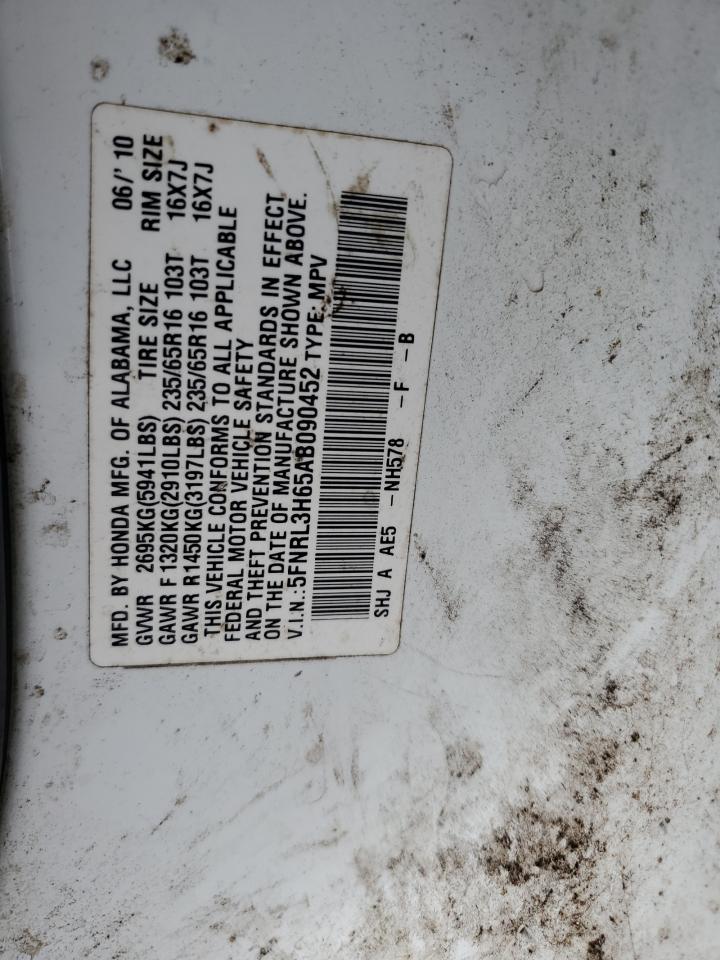 MFD. BY HONDA MFG. OF ALABAMA, LLC 06/' 10
GVWR 2695KG(5941LBS) TIRE SIZE RIM SIZE
GAWR F 1320KG(2910LBS) 235/65R16 103T 16X7J
GAWR R1450KG(3197LBS) 235/65R16 103T 16X7J
THIS VEHICLE CONFORMS TO ALL APPLICABLE
FEDERAL MOTOR VEHICLE SAFETY
AND THEFT PREVENTION STANDARDS IN EFFECT
ON THE DATE OF MANUFACTURE SHOWN ABOVE.
V.I.N.:5FNRL3H65AB090452 TYPE: MPV
SHJ A AE5 -NH578 -F -B